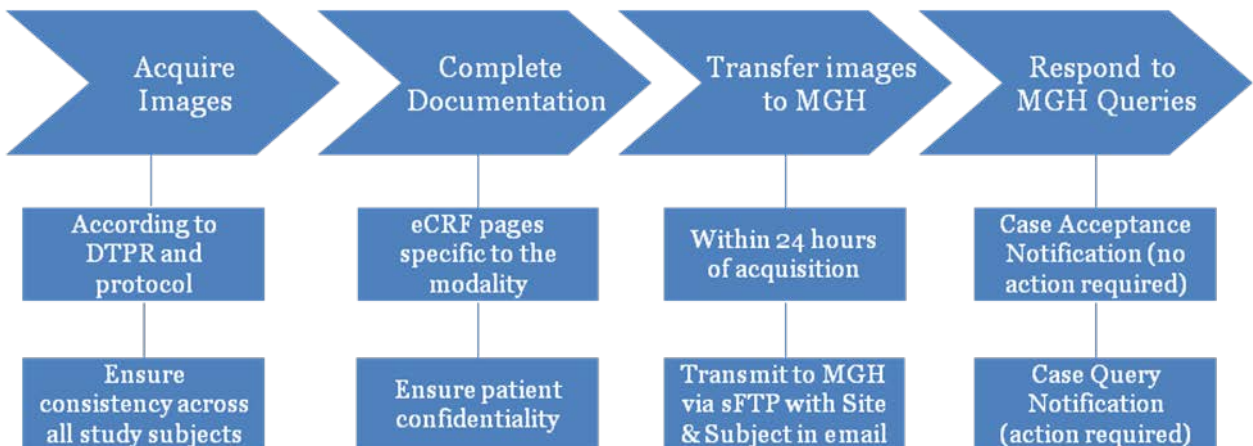 Acquire
Images
Complete
Documentation
Transfer images
to MGH
Respond to
MGH Queries
According to
DTPR and
protocol
eCRF pages
specific to the
modality
Within 24 hours
of acquisition
Case Acceptance
Notification (no
action required)
Ensure
consistency across
all study subjects
Ensure patient
confidentiality
Transmit to MGH
via sFTP with Site
& Subject in email
Case Query
Notification
(action required)